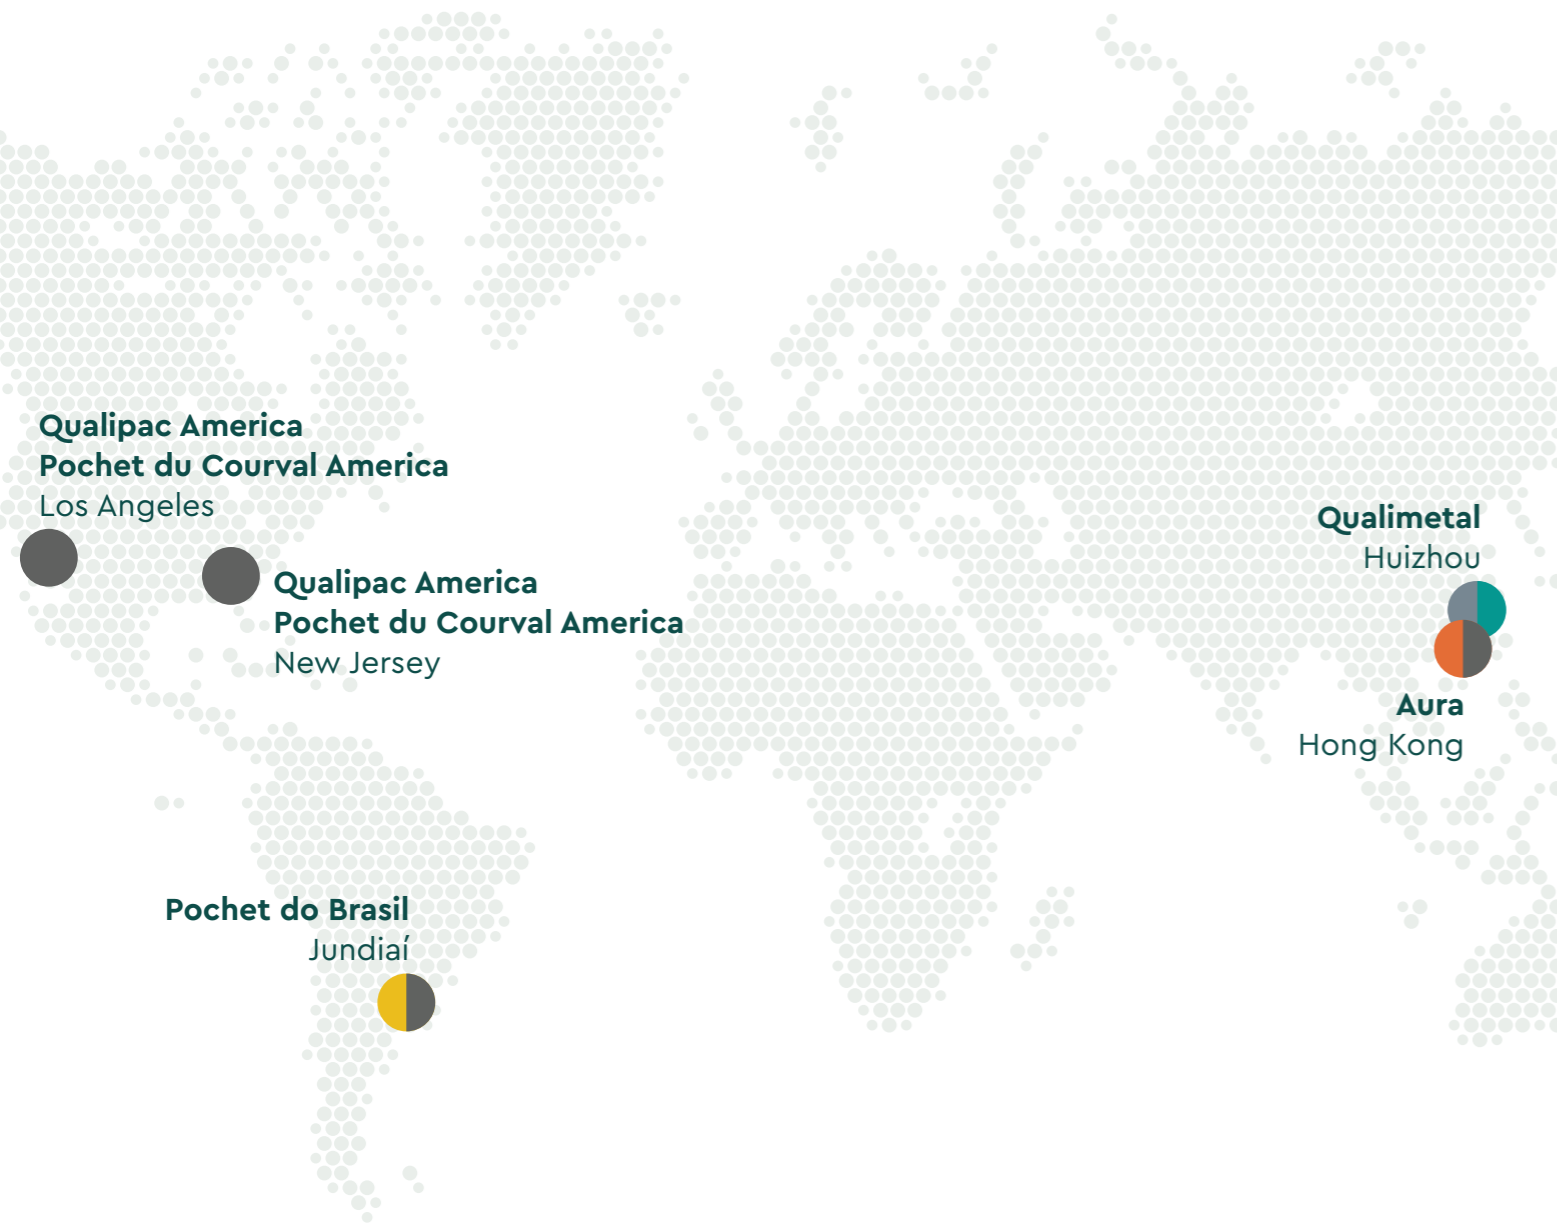 Qualipac America
Pochet du Courval America
Los Angeles
Qualipac America
Pochet du Courval America
New Jersey
Qualimetal
Huizhou
Aura
Hong Kong
Pochet do Brasil
Jundiaí